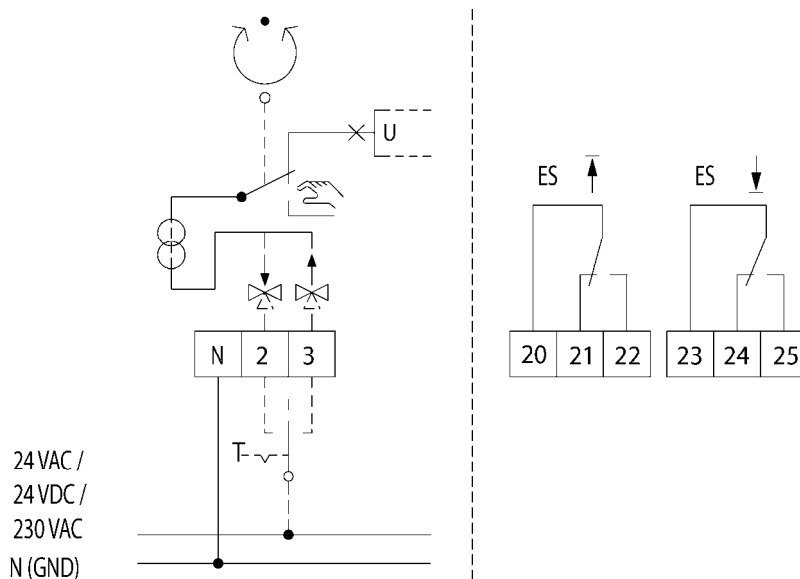 U
ES
ES
N 2 3
20 21 22
23 24 25
24 VAC /
24 VDC /
230 VAC
N (GND)